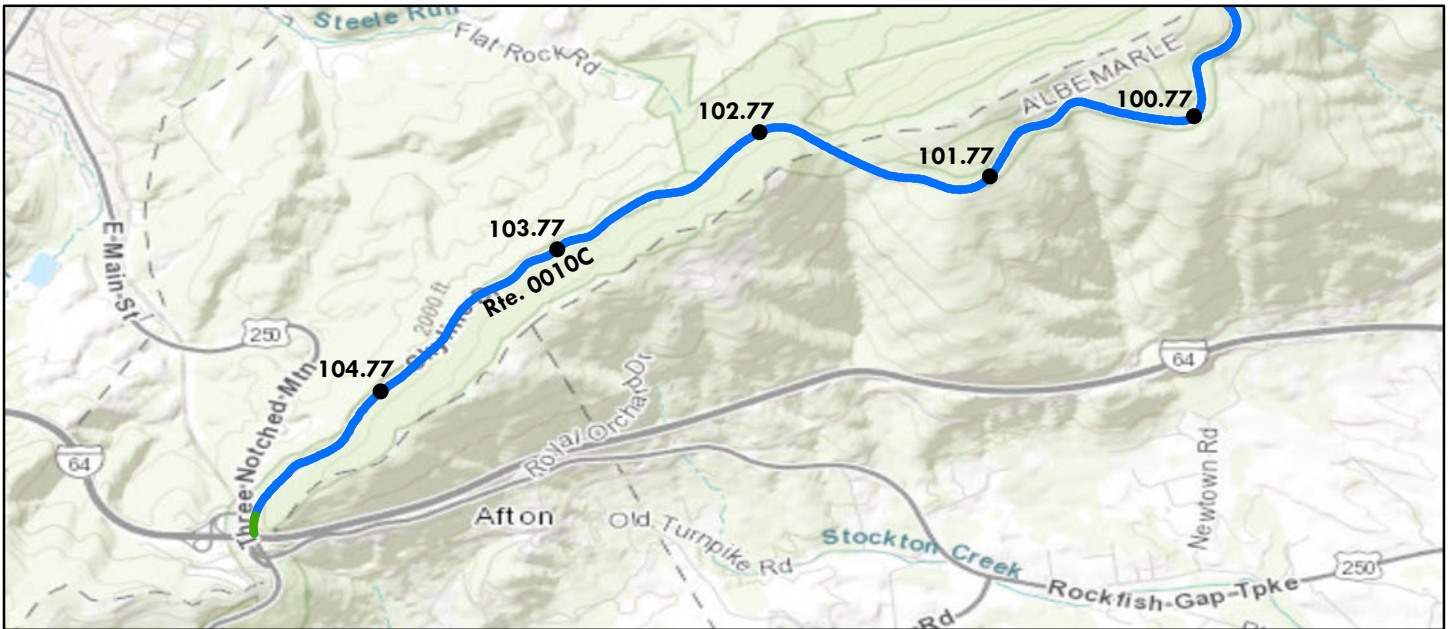 Steele Run
Flat Rock Rd
ALBEMARLE
102.77
100.77
101.77
E-Main-St
103.77
Rte. 0010C
2000 ft
250
104.77
64
64
Three Notched-Mtn
Royal Orchard Dr
Newtown Rd
Afton
Old Turnpike Rd
Stockton Creek
250
Rockfish-Gap-Tpke
Rd